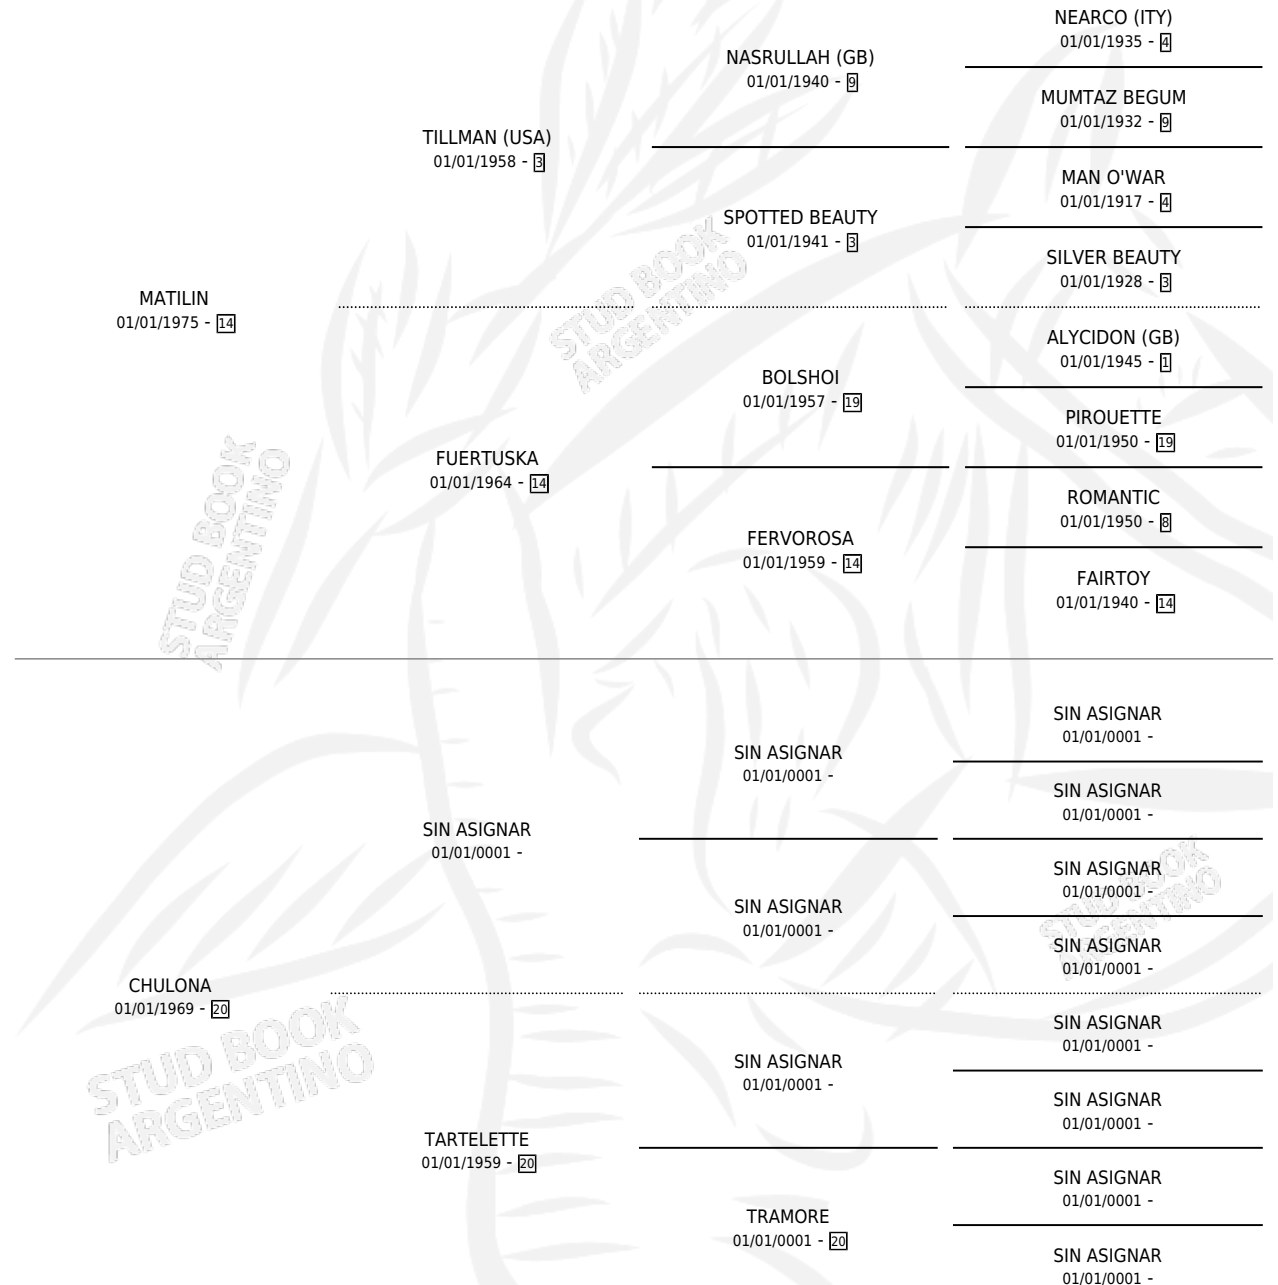 NEARCO (ITY)
01/01/1935 - 4
NASRULLAH (GB)
01/01/1940 - 9
MUMTAZ BEGUM
01/01/1932 - 9
TILLMAN (USA)
01/01/1958 - 3
MAN O'WAR
01/01/1917 - 4
SPOTTED BEAUTY
01/01/1941 - 3
SILVER BEAUTY
01/01/1928 - 3
MATILIN
01/01/1975 - 14
STUD BOOK
ARGENTINO
ALYCIDON (GB)
01/01/1945 - 1
BOLSHOI
01/01/1957 - 19
PIROUETTE
01/01/1950 - 19
FUERTUSKA
01/01/1964 - 14
ROMANTIC
01/01/1950 - 8
FERVOROSA
01/01/1959 - 14
FAIRTOY
01/01/1940 - 14
STUD BOOK
ARGENTINO
SIN ASIGNAR
01/01/0001 -
SIN ASIGNAR
01/01/0001 -
SIN ASIGNAR
01/01/0001 -
SIN ASIGNAR
01/01/0001 -
SIN ASIGNAR
01/01/0001 -
SIN ASIGNAR
01/01/0001 -
SIN ASIGNAR
01/01/0001 -
STUD BOOK
ARGENTINO
CHULONA
01/01/1969 - 20
STUD BOOK
ARGENTINO
SIN ASIGNAR
01/01/0001 -
SIN ASIGNAR
01/01/0001 -
SIN ASIGNAR
01/01/0001 -
TARTELETTE
01/01/1959 - 20
SIN ASIGNAR
01/01/0001 -
TRAMORE
01/01/0001 - 20
SIN ASIGNAR
01/01/0001 -